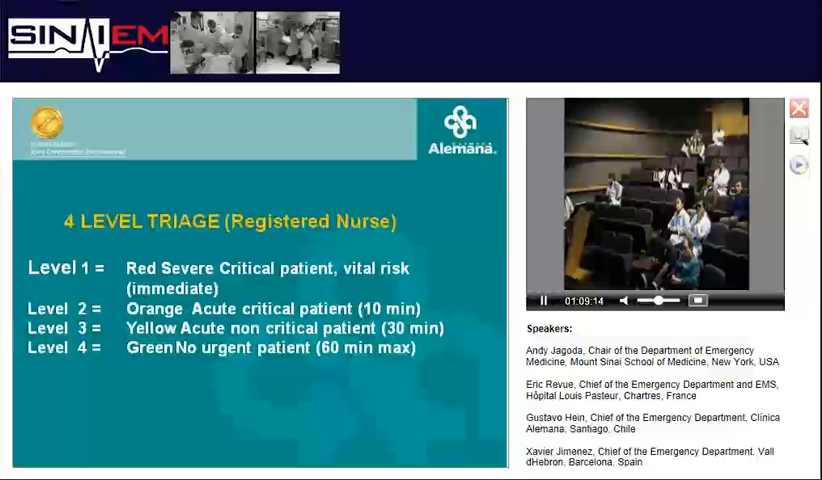 SINAIEM
Alemana.
4 LEVEL TRIAGE (Registered Nurse)
Level 1 = Red Severe Critical patient, vital risk
(immediate)
Level 2 = Orange Acute critical patient (10 min)
Level 3 = Yellow Acute non critical patient (30 min)
Level 4 = Green No urgent patient (60 min max)
01:09:14
Speakers:
Andy Jagoda, Chair of the Department of Emergency
Medicine, Mount Sinai School of Medicine, New York, USA
Eric Revue, Chief of the Emergency Department and EMS,
Hôpital Louis Pasteur, Chartres, France
Gustavo Hein, Chief of the Emergency Department, Clínica
Alemana, Santiago, Chile
Xavier Jimenez, Chief of the Emergency Department, Vall
dHebron, Barcelona, Spain